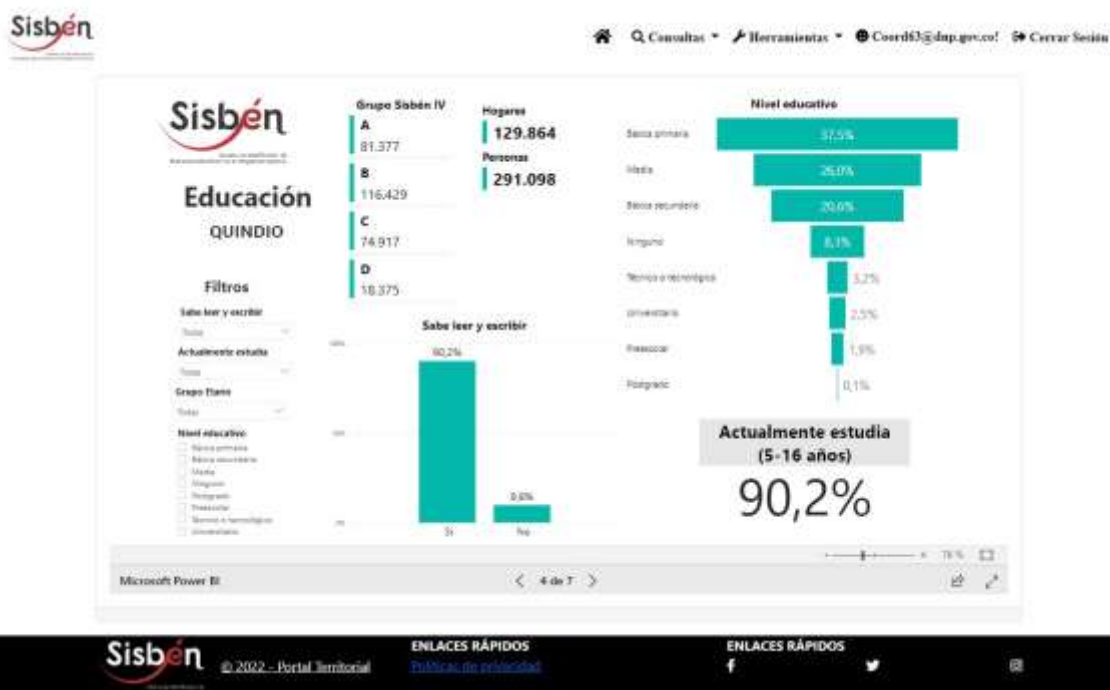 Sisbén
Consultas
Herramientas
Coord63@dnp.gov.co!
Cerrar Sesión
Sisbén
Educación
QUINDIO
Filtros
Sabe leer y escribir
Todas
Actualmente estudia
Todas
Grupo Etario
Todas
Nivel educativo
Básica primaria
Básica secundaria
Media
Ninguno
Postgrado
Preescolar
Técnico o tecnológico
Universitario
Grupo Sisbén IV
A
81.377
B
116.429
C
74.917
D
18.375
Hogares
129.864
Personas
291.098
Sabe leer y escribir
100%
50%
0%
90,2%
Si
No
Nivel educativo
Básica primaria
37,5%
Media
26,0%
Básica secundaria
20,6%
Ninguno
8,1%
Técnico o tecnológico
3,2%
Universitario
2,5%
Preescolar
1,9%
Postgrado
0,1%
Actualmente estudia
(5-16 años)
90,2%
Microsoft Power BI
4 de 7
Sisbén
© 2022 - Portal Territorial
ENLACES RÁPIDOS
Políticas de privacidad
ENLACES RÁPIDOS